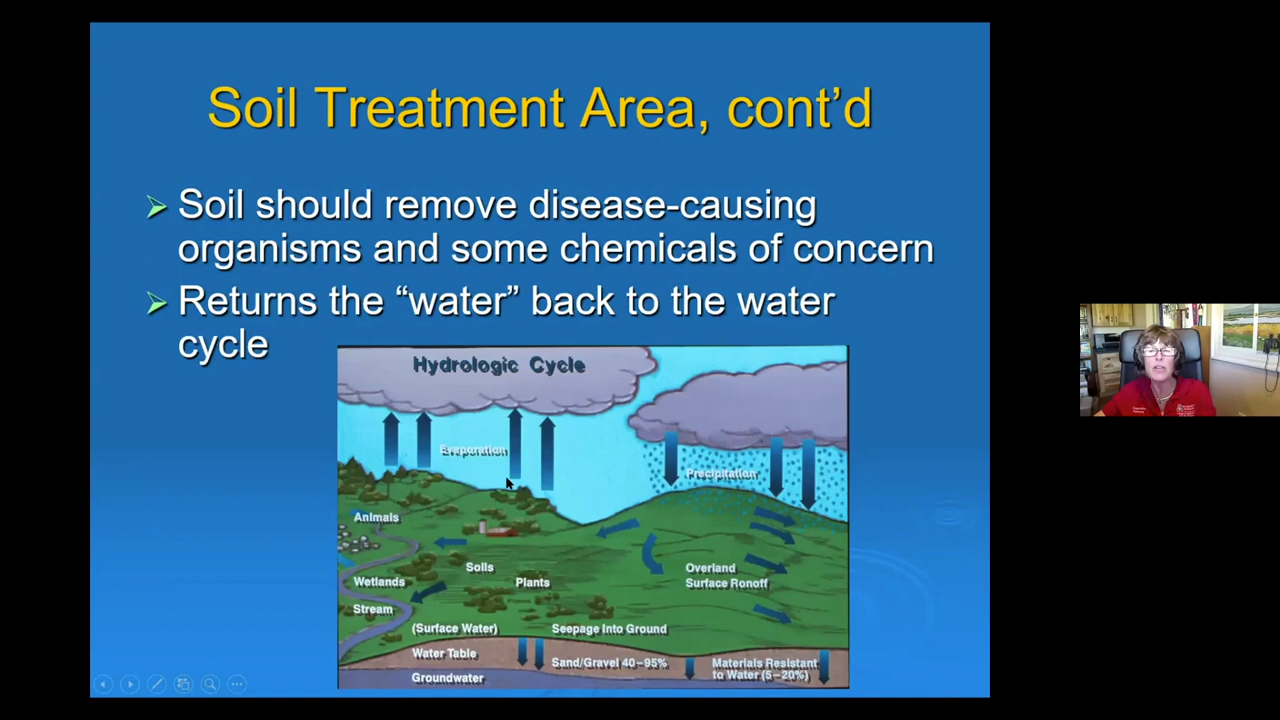 Soil Treatment Area, cont’d
Soil should remove disease-causing
organisms and some chemicals of concern
Returns the “water” back to the water
cycle
Hydrologic Cycle
Evaporation
Precipitation
Animals
Soils
Overland
Surface Runoff
Wetlands
Plants
Stream
(Surface Water)
Seepage Into Ground
Water Table
Sand/Gravel 40–95%
Materials Resistant
to Water (5–20%)
Groundwater